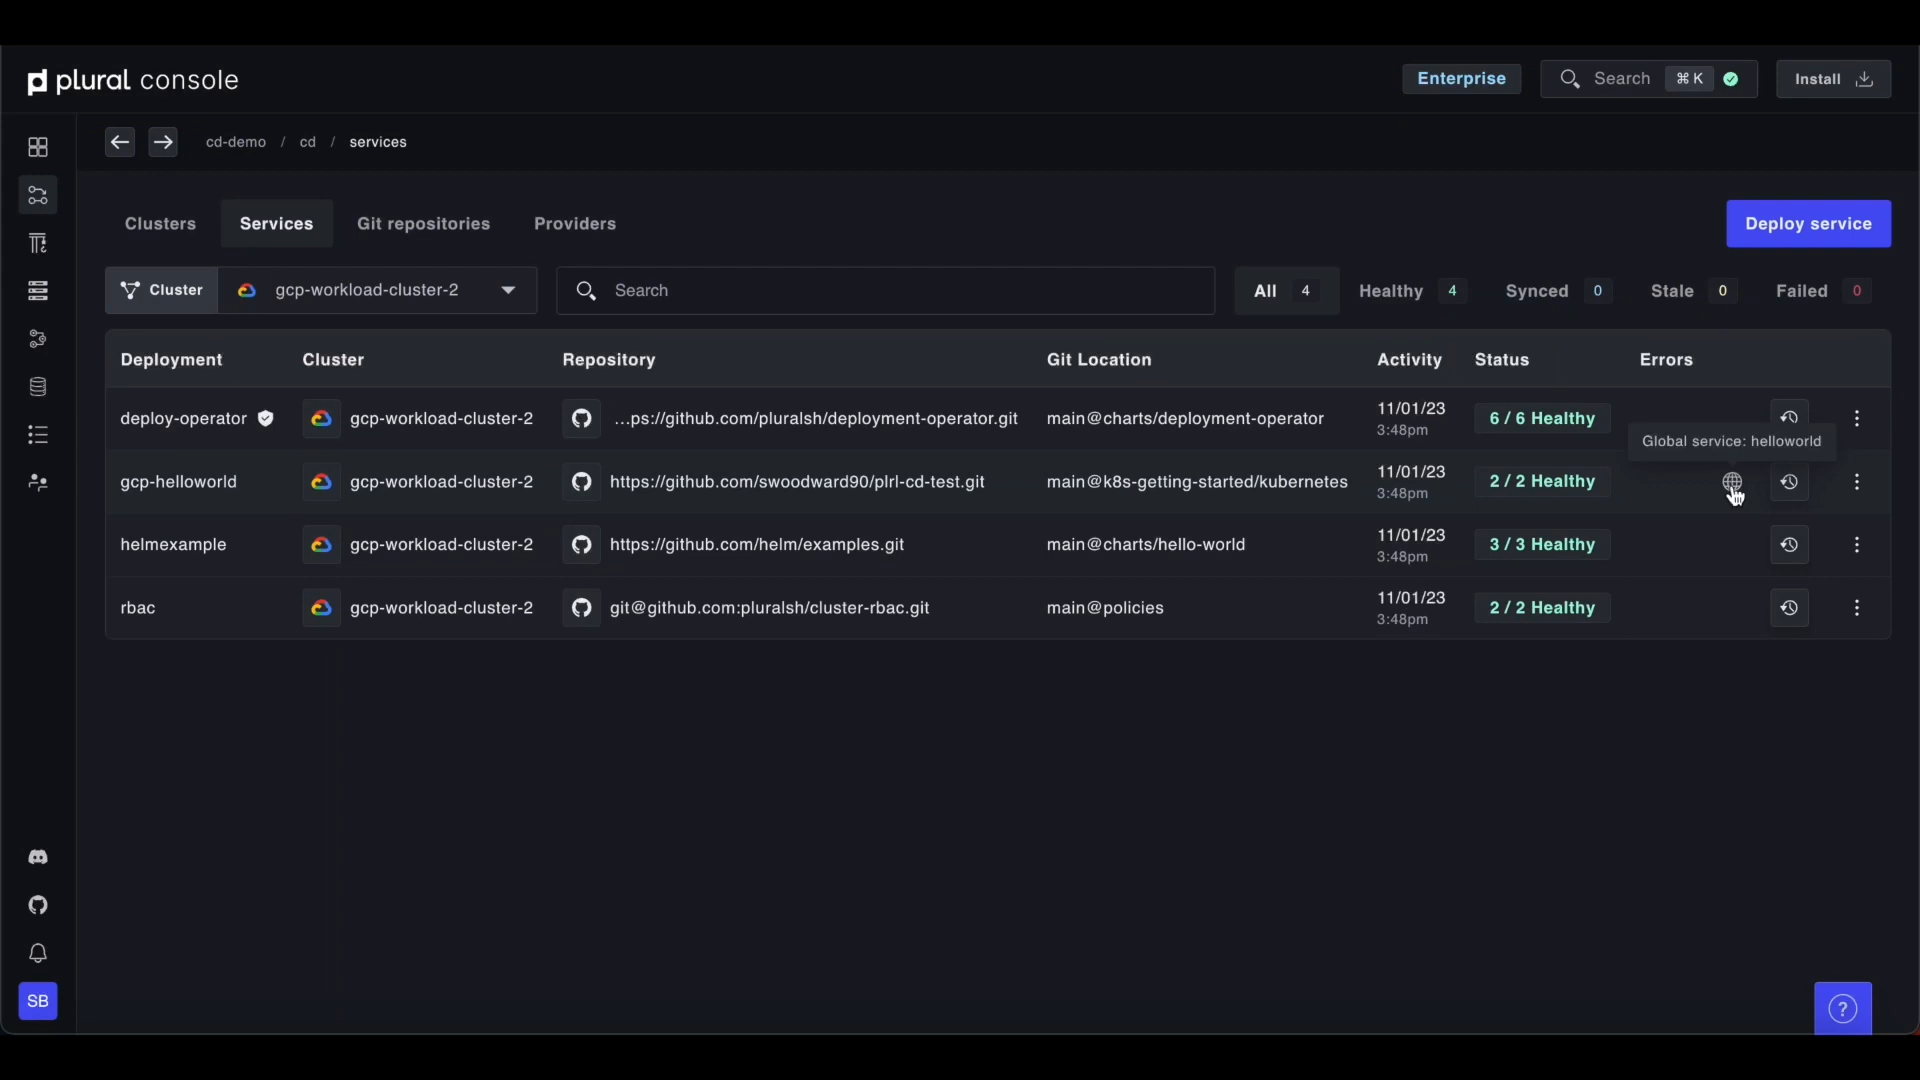 plural console
Enterprise
Search ⌘ K
Install
cd-demo / cd / services
Clusters Services Git repositories Providers
Deploy service
Cluster gcp-workload-cluster-2
Search
All 4 Healthy 4 Synced 0 Stale 0 Failed 0
Deployment Cluster Repository Git Location Activity Status Errors
deploy-operator gcp-workload-cluster-2 ...ps://github.com/pluralsh/deployment-operator.git main@charts/deployment-operator 11/01/23 6 / 6 Healthy
3:48pm
Global service: helloworld
gcp-helloworld gcp-workload-cluster-2 https://github.com/swoodward90/plrl-cd-test.git main@k8s-getting-started/kubernetes 11/01/23 2 / 2 Healthy
3:48pm
helmexample gcp-workload-cluster-2 https://github.com/helm/examples.git main@charts/hello-world 11/01/23 3 / 3 Healthy
3:48pm
rbac gcp-workload-cluster-2 git@github.com:pluralsh/cluster-rbac.git main@policies 11/01/23 2 / 2 Healthy
3:48pm
SB
?